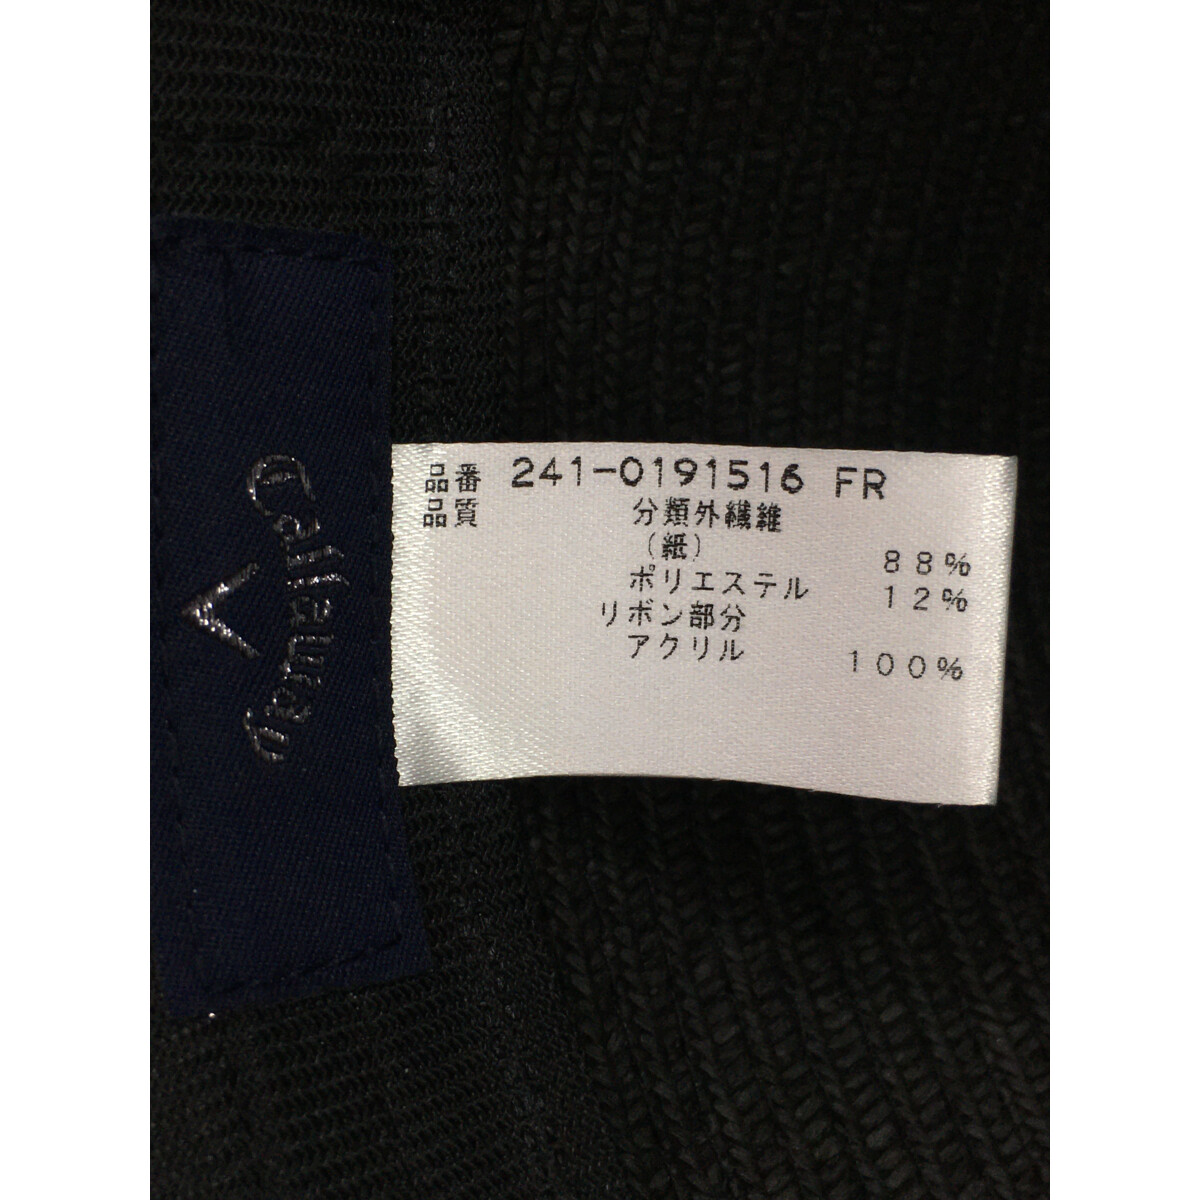 Callaway
品番 241-0191516 FR
品質 分類外繊維
(紙) 88%
ポリエステル 12%
リボン部分
アクリル 100%